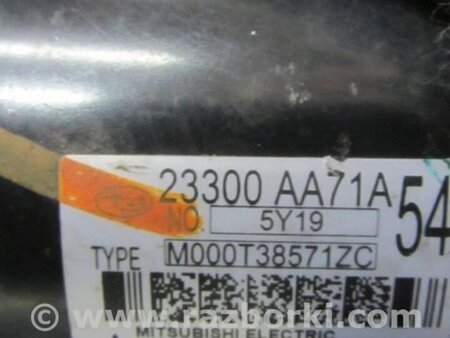 23300 AA71A
54
NO. 5Y19
TYPE M000T38571ZC
MITSUBISHI ELECTRIC
© www.razborki.com